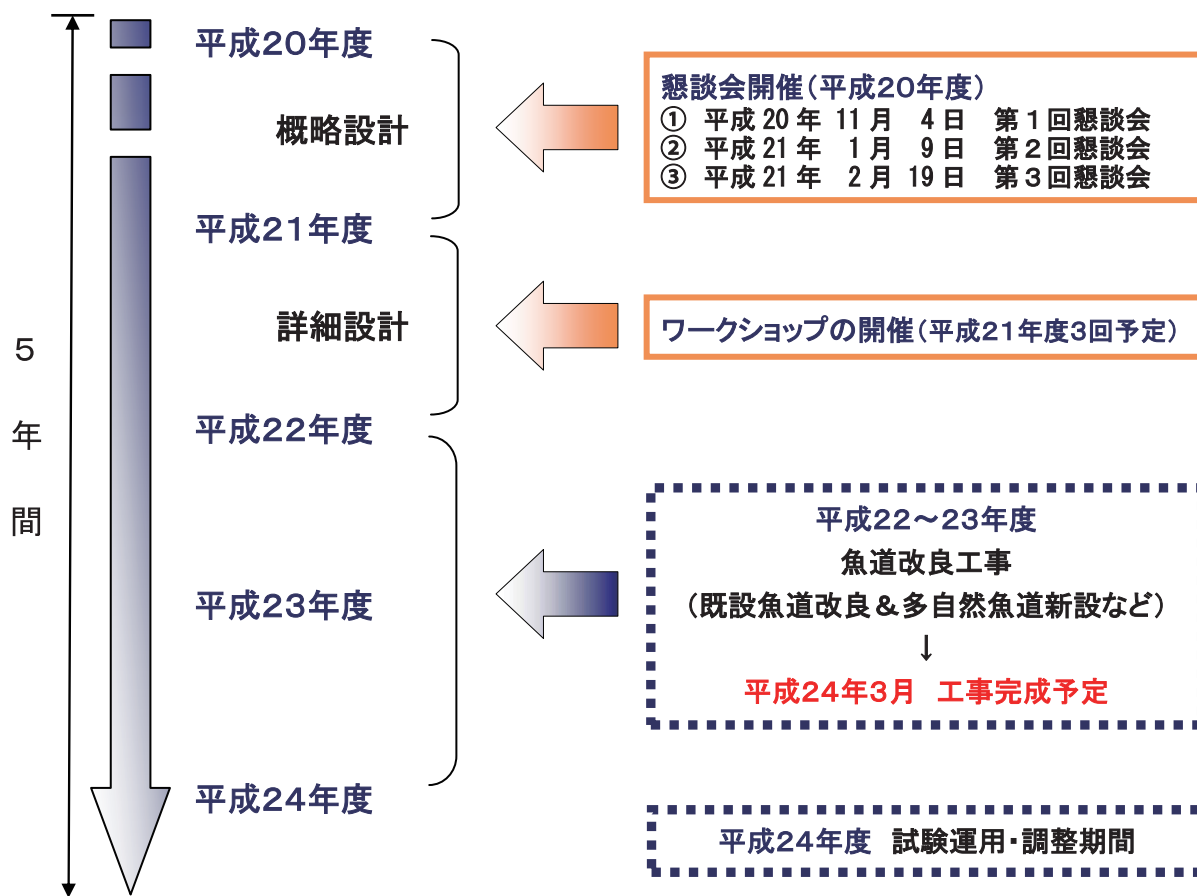 平成20年度
概略設計
懇談会開催(平成20年度)
① 平成 20 年 11 月 4 日 第1回懇談会
② 平成 21 年 1 月 9 日 第2回懇談会
③ 平成 21 年 2 月 19 日 第3回懇談会
平成21年度
詳細設計
ワークショップの開催(平成21年度3回予定)
平成22年度
平成23年度
平成22～23年度
魚道改良工事
(既設魚道改良&多自然魚道新設など)
↓
平成24年3月 工事完成予定
平成24年度
平成24年度 試験運用・調整期間
5年間